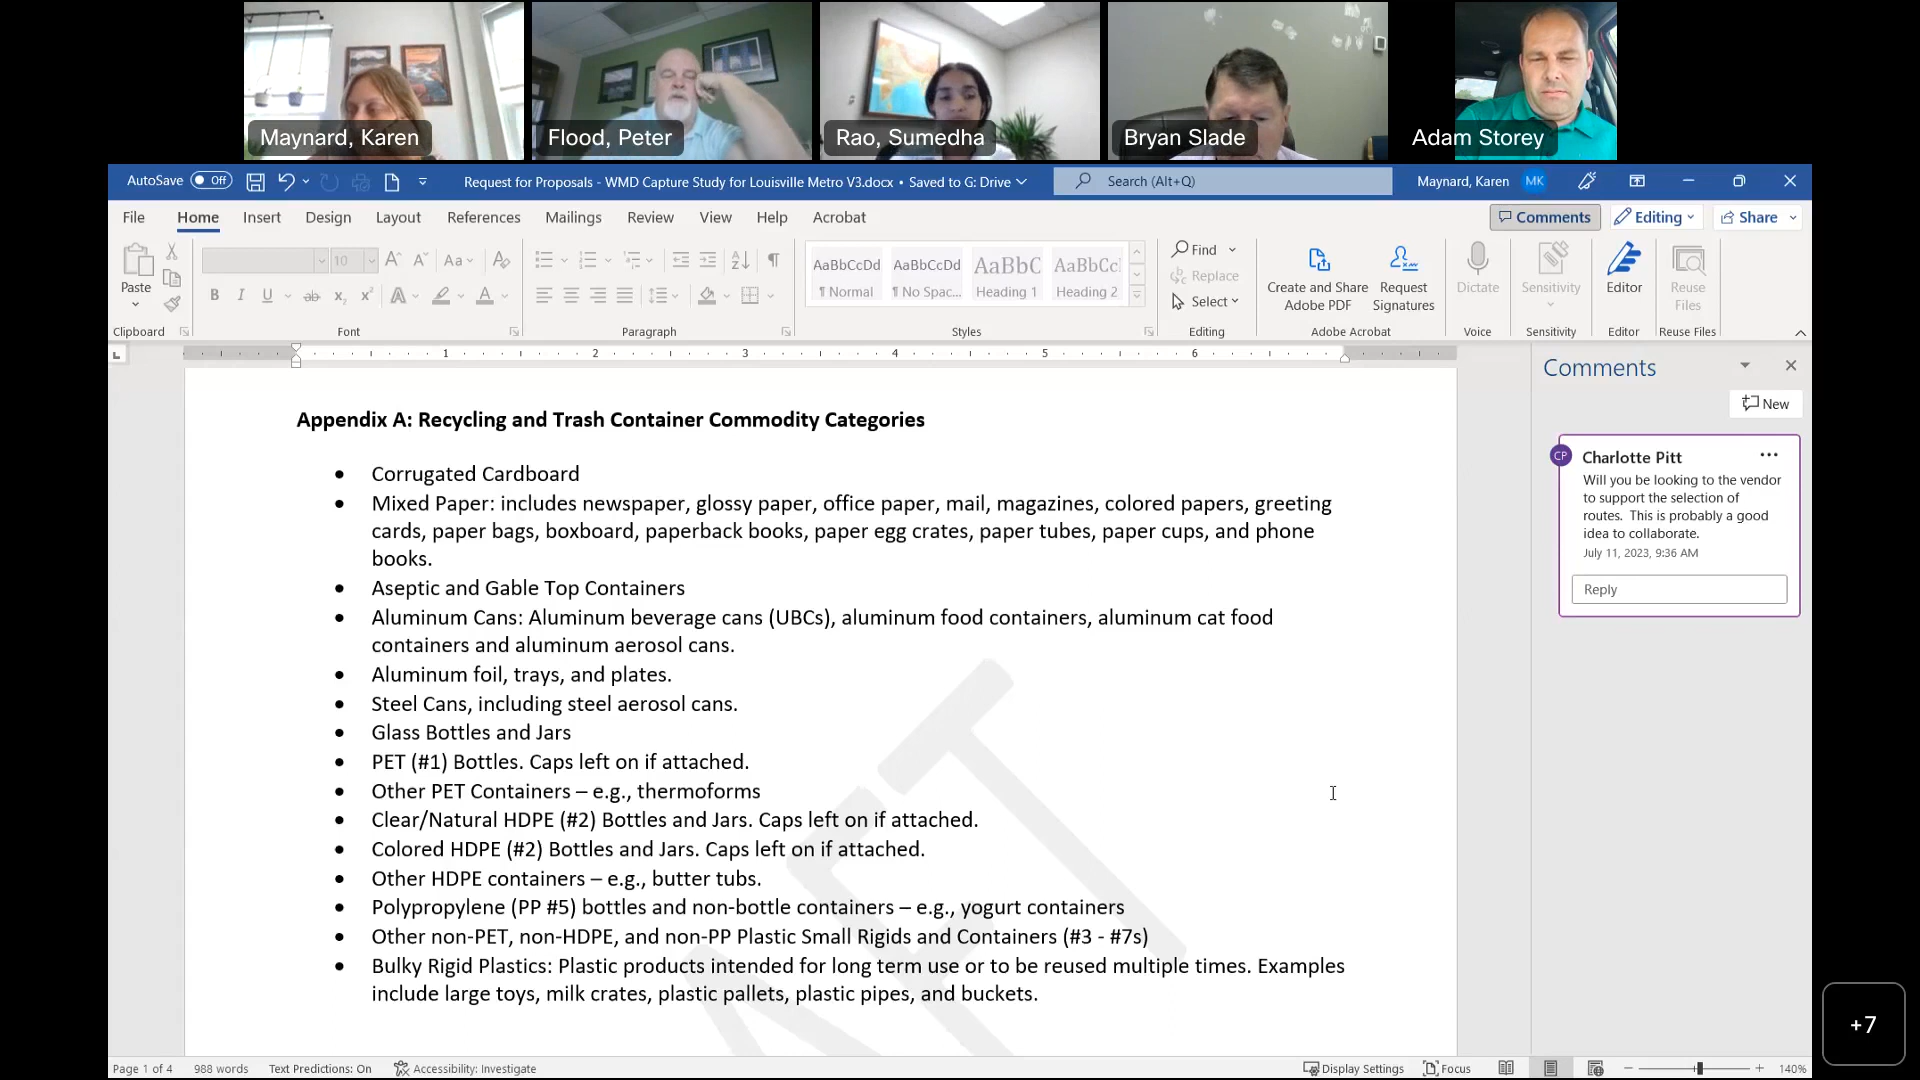 Maynard, Karen
Flood, Peter
Rao, Sumedha
Bryan Slade
Adam Storey
AutoSave Off
Request for Proposals - WMD Capture Study for Louisville Metro V3.docx • Saved to G: Drive
Search (Alt+Q)
Maynard, Karen MK
File Home Insert Design Layout References Mailings Review View Help Acrobat
Comments Editing Share
Paste
10
Aa
B I U ab x₂ x² A A
AaBbCcDd AaBbCcDd AaBbC AaBbCc
¶ Normal ¶ No Spac... Heading 1 Heading 2
Find
Replace
Select
Create and Share Adobe PDF
Request Signatures
Dictate
Sensitivity
Editor
Reuse Files
Clipboard Font Paragraph Styles Editing Adobe Acrobat Voice Sensitivity Editor Reuse Files
1 2 3 4 5 6
Appendix A: Recycling and Trash Container Commodity Categories
• Corrugated Cardboard
• Mixed Paper: includes newspaper, glossy paper, office paper, mail, magazines, colored papers, greeting
cards, paper bags, boxboard, paperback books, paper egg crates, paper tubes, paper cups, and phone
books.
• Aseptic and Gable Top Containers
• Aluminum Cans: Aluminum beverage cans (UBCs), aluminum food containers, aluminum cat food
containers and aluminum aerosol cans.
• Aluminum foil, trays, and plates.
• Steel Cans, including steel aerosol cans.
• Glass Bottles and Jars
• PET (#1) Bottles. Caps left on if attached.
• Other PET Containers – e.g., thermoforms
• Clear/Natural HDPE (#2) Bottles and Jars. Caps left on if attached.
• Colored HDPE (#2) Bottles and Jars. Caps left on if attached.
• Other HDPE containers – e.g., butter tubs.
• Polypropylene (PP #5) bottles and non-bottle containers – e.g., yogurt containers
• Other non-PET, non-HDPE, and non-PP Plastic Small Rigids and Containers (#3 - #7s)
• Bulky Rigid Plastics: Plastic products intended for long term use or to be reused multiple times. Examples
include large toys, milk crates, plastic pallets, plastic pipes, and buckets.
Comments
New
CP Charlotte Pitt
Will you be looking to the vendor
to support the selection of
routes. This is probably a good
idea to collaborate.
July 11, 2023, 9:36 AM
Reply
+7
Page 1 of 4 988 words Text Predictions: On Accessibility: Investigate
Display Settings Focus 140%